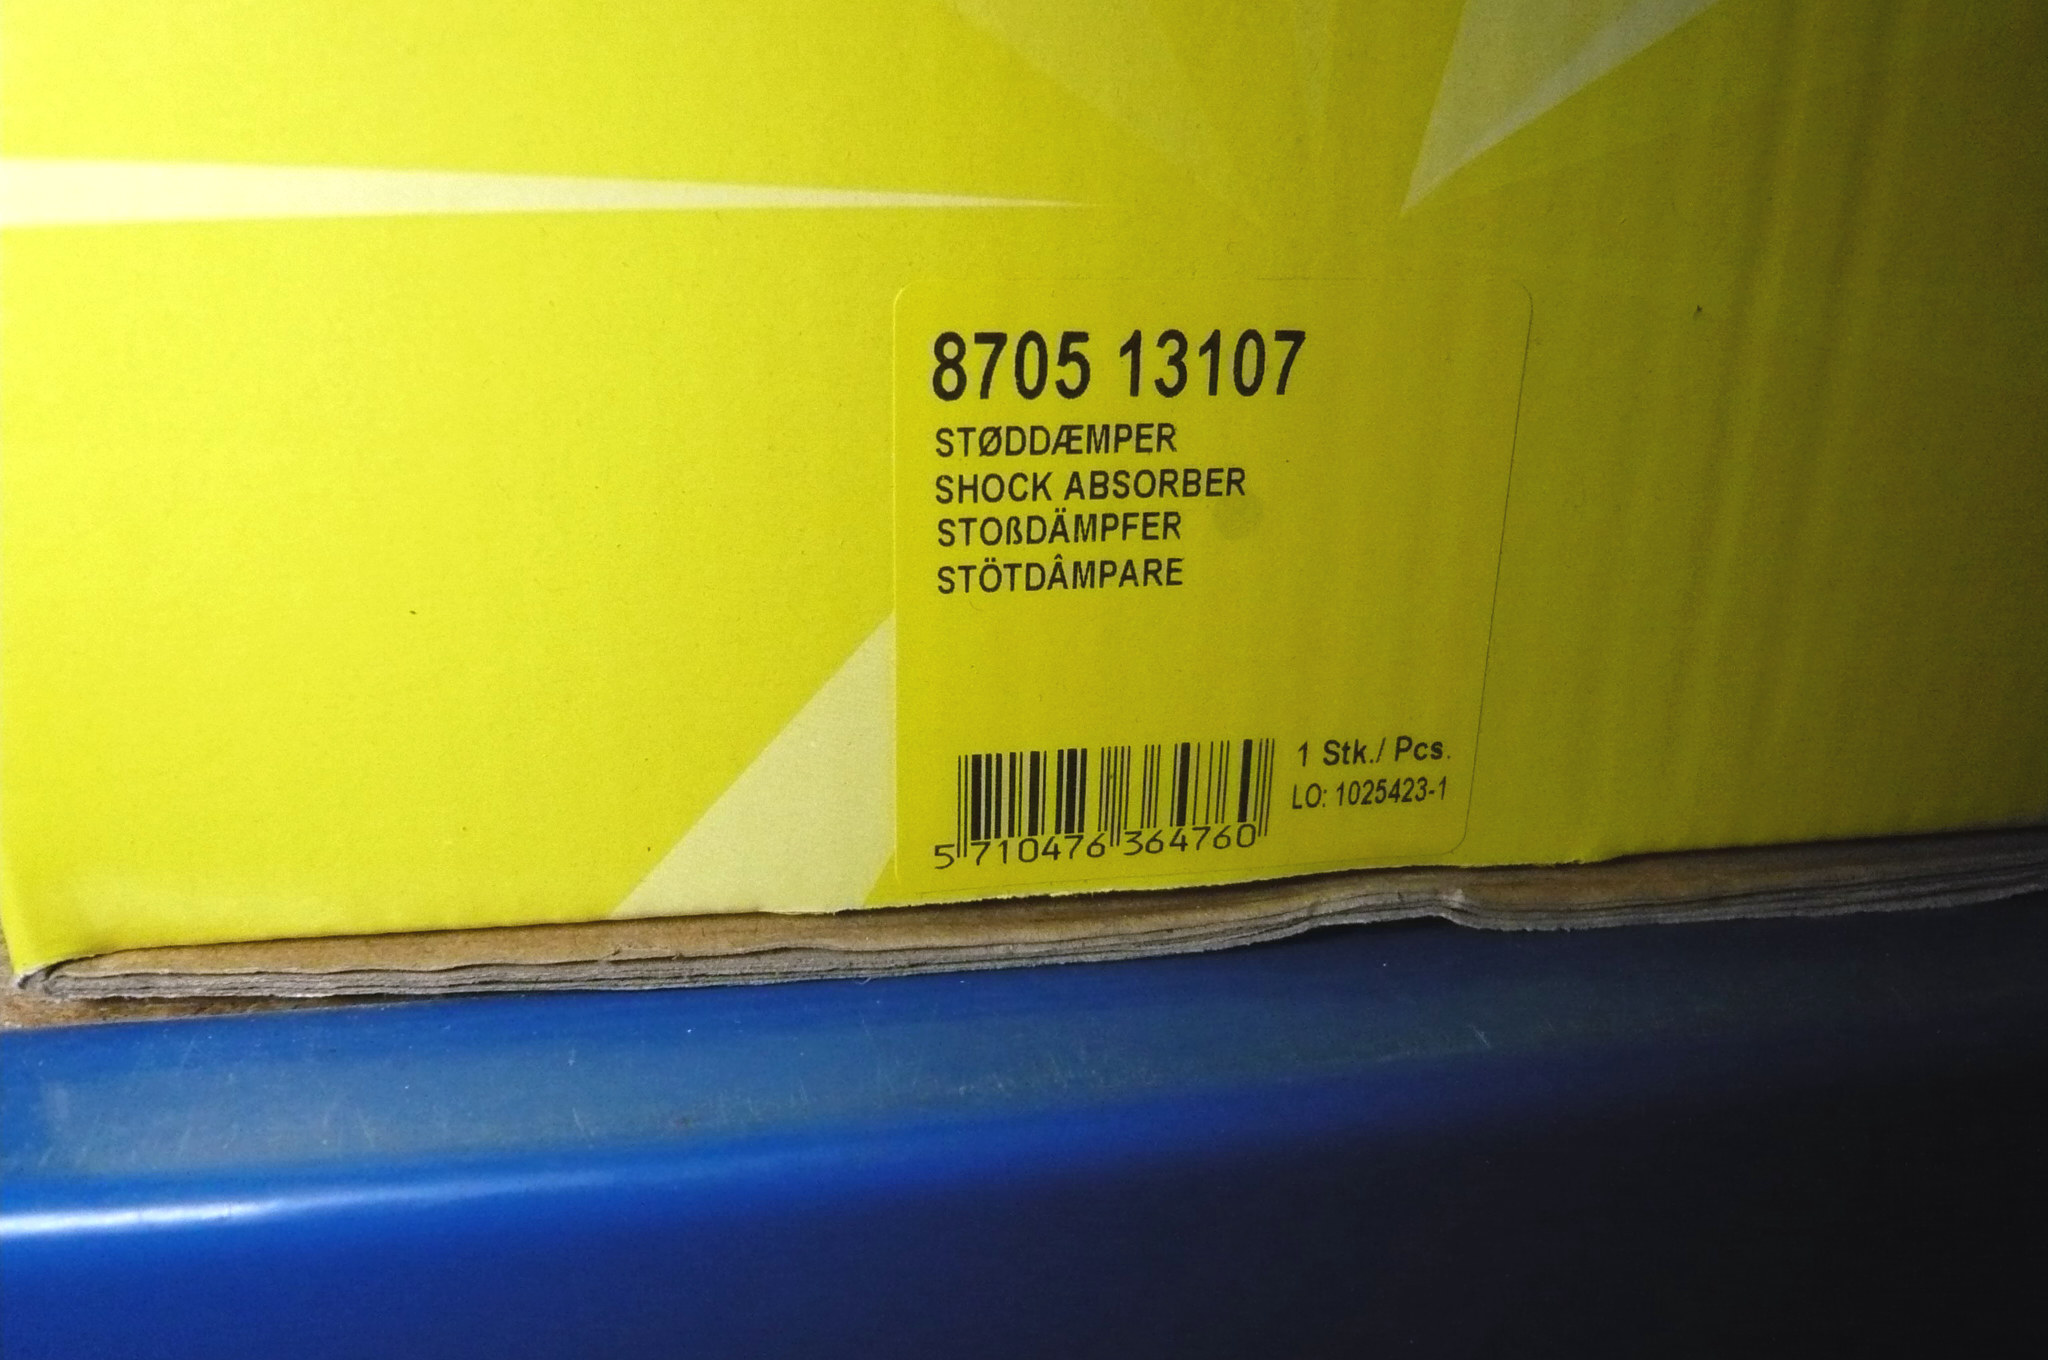 8705 13107
STØDDÆMPER
SHOCK ABSORBER
STOßDÄMPFER
STÖTDÂMPARE
1 Stk./ Pcs.
LO: 1025423-1
5 710476 364760